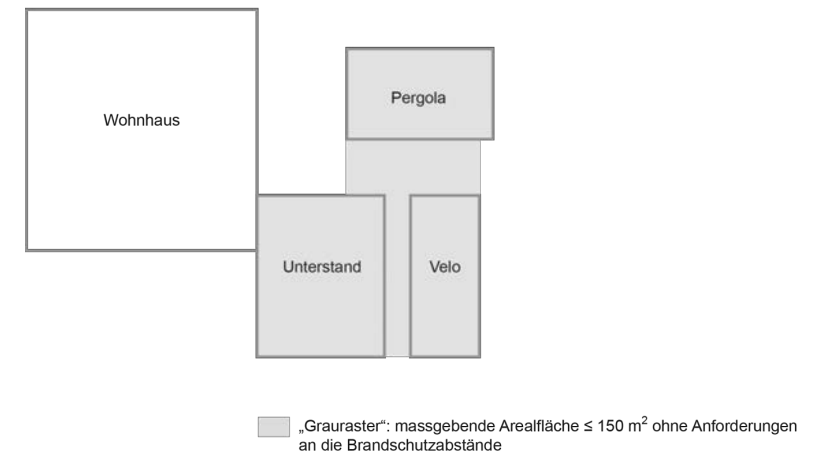 Wohnhaus
Pergola
Unterstand
Velo
„Grauraster“: massgebende Arealfläche ≤ 150 m² ohne Anforderungen
an die Brandschutzabstände